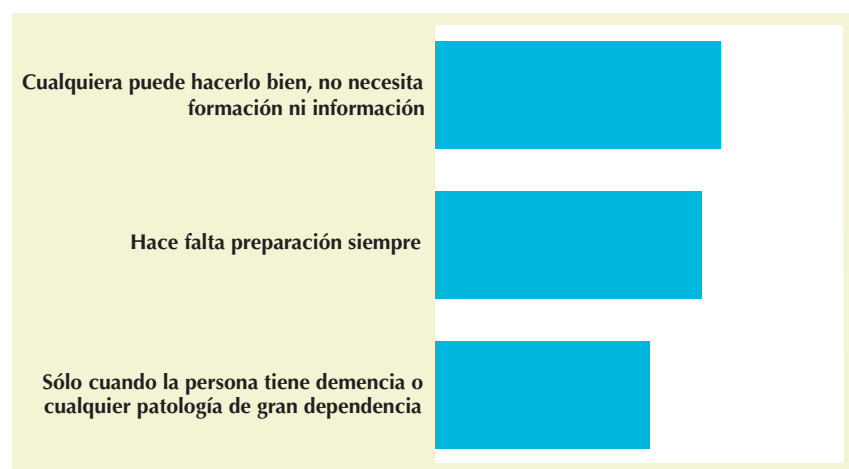 Cualquiera puede hacerlo bien, no necesita
formación ni información
Hace falta preparación siempre
Sólo cuando la persona tiene demencia o
cualquier patología de gran dependencia